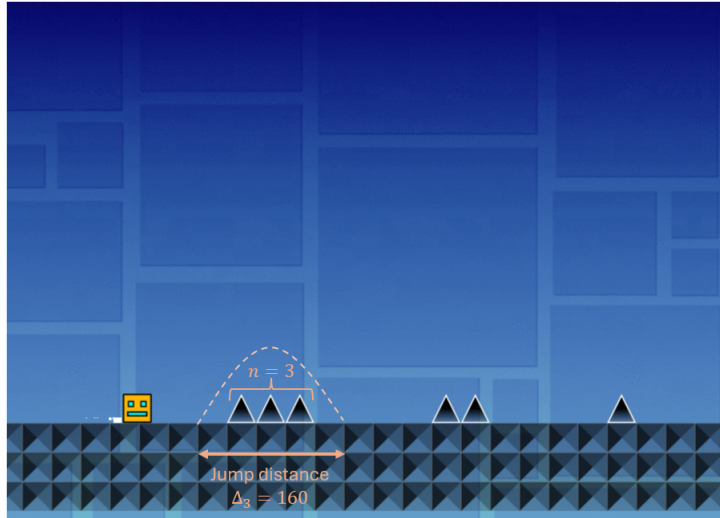 n = 3
Jump distance
Δ₃ = 160